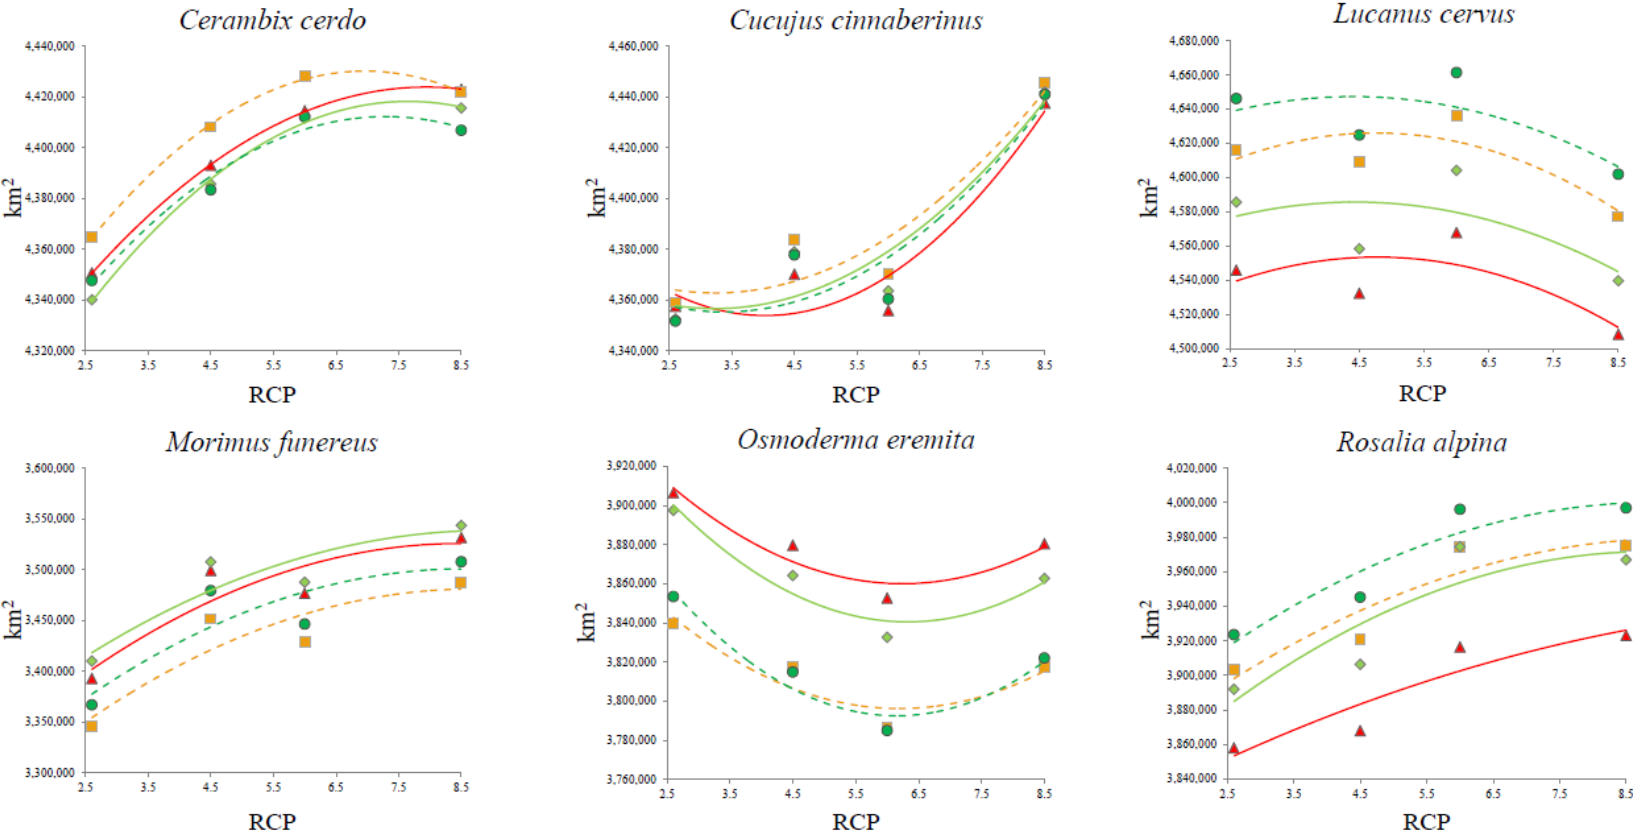 Cerambix cerdo
4,440,000
4,420,000
4,400,000
4,380,000
4,360,000
4,340,000
4,320,000
km2
2.5 3.5 4.5 5.5 6.5 7.5 8.5
RCP
Cucujus cinnaberinus
4,460,000
4,440,000
4,420,000
4,400,000
4,380,000
4,360,000
4,340,000
km2
2.5 3.5 4.5 5.5 6.5 7.5 8.5
RCP
Lucanus cervus
4,680,000
4,660,000
4,640,000
4,620,000
4,600,000
4,580,000
4,560,000
4,540,000
4,520,000
4,500,000
km2
2.5 3.5 4.5 5.5 6.5 7.5 8.5
RCP
Morimus funereus
3,600,000
3,550,000
3,500,000
3,450,000
3,400,000
3,350,000
3,300,000
km2
2.5 3.5 4.5 5.5 6.5 7.5 8.5
RCP
Osmoderma eremita
3,920,000
3,900,000
3,880,000
3,860,000
3,840,000
3,820,000
3,800,000
3,780,000
3,760,000
km2
2.5 3.5 4.5 5.5 6.5 7.5 8.5
RCP
Rosalia alpina
4,020,000
4,000,000
3,980,000
3,960,000
3,940,000
3,920,000
3,900,000
3,880,000
3,860,000
3,840,000
km2
2.5 3.5 4.5 5.5 6.5 7.5 8.5
RCP